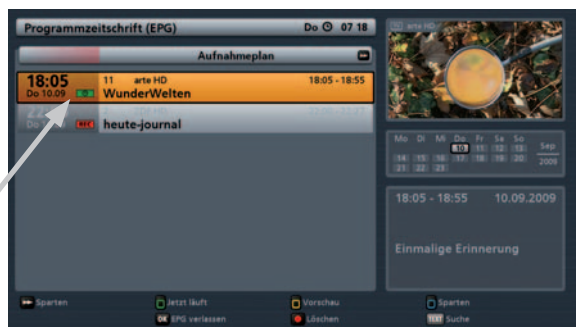 Programmzeitschrift (EPG) Do 07 18
Aufnahmeplan
18:05 11 arte HD 18:05 - 18:55
Do 10.09 WunderWelten
REC heute-journal
11 arte HD
Mo Di Mi Do Fr Sa So
10 11 12 13 Sep
14 15 16 17 18 19 20 2009
21 22 23
18:05 - 18:55 10.09.2009
Einmalige Erinnerung
Sparten Jetzt läuft Vorschau Sparten
OK EPG verlassen Löschen TEXT Suche